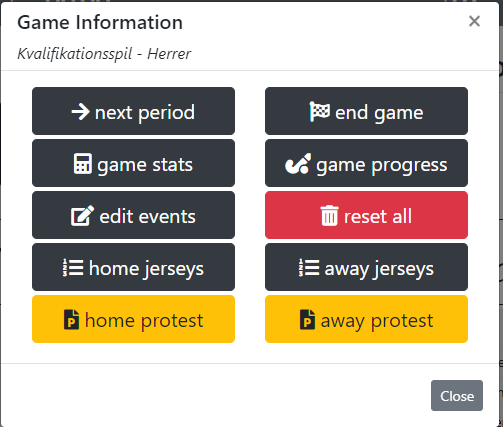 Game Information
×
Kvalifikationsspil - Herrer
next period
end game
game stats
game progress
edit events
reset all
home jerseys
away jerseys
home protest
away protest
Close